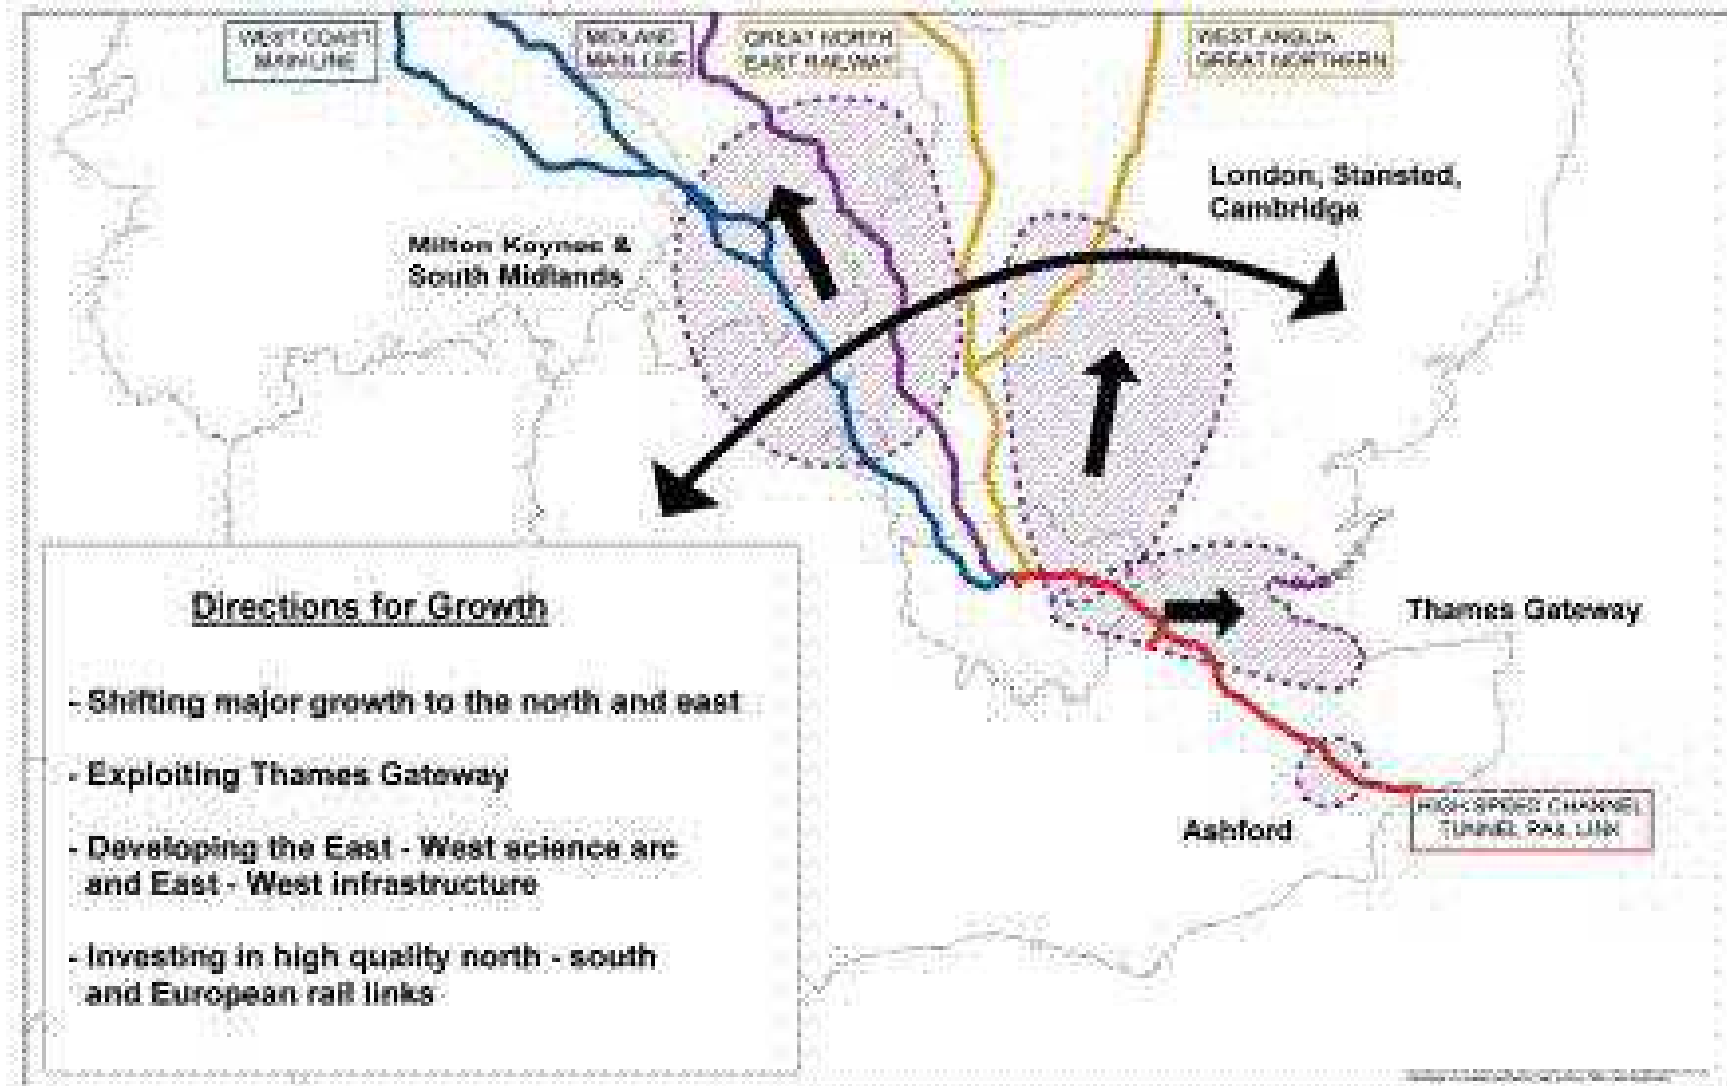 WEST COAST
MAIN LINE
MIDLAND
MAIN LINE
GREAT NORTH
EAST RAILWAY
WEST ANGLIA
GREAT NORTHERN
London, Stansted,
Cambridge
Milton Keynes &
South Midlands
Directions for Growth
- Shifting major growth to the north and east
- Exploiting Thames Gateway
- Developing the East - West science arc
and East - West infrastructure
- Investing in high quality north - south
and European rail links
Thames Gateway
Ashford
HIGH SPEED CHANNEL
TUNNEL RAIL LINK